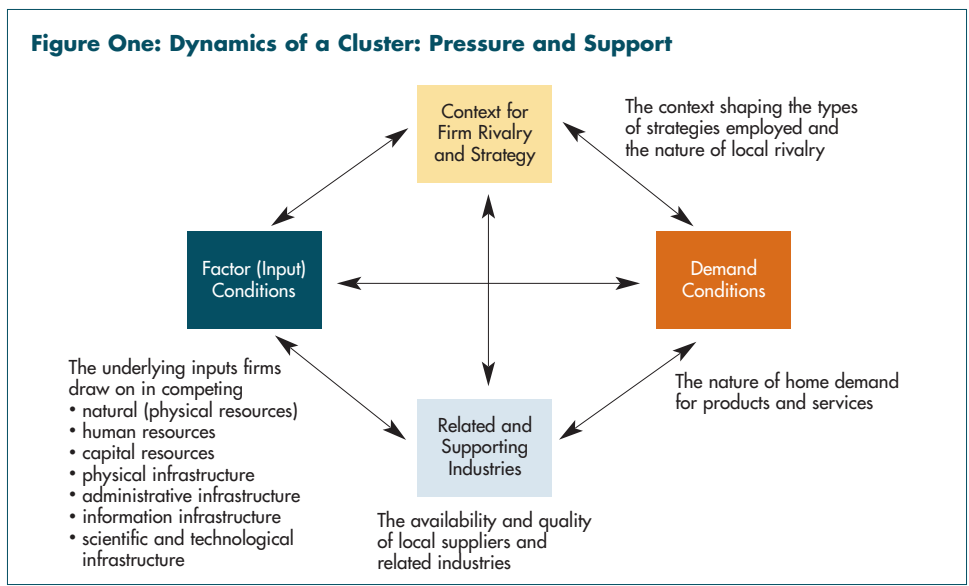 Figure One: Dynamics of a Cluster: Pressure and Support
Context for
Firm Rivalry
and Strategy
The context shaping the types
of strategies employed and
the nature of local rivalry
Factor (Input)
Conditions
Demand
Conditions
The underlying inputs firms
draw on in competing
• natural (physical resources)
• human resources
• capital resources
• physical infrastructure
• administrative infrastructure
• information infrastructure
• scientific and technological
infrastructure
The nature of home demand
for products and services
Related and
Supporting
Industries
The availability and quality
of local suppliers and
related industries